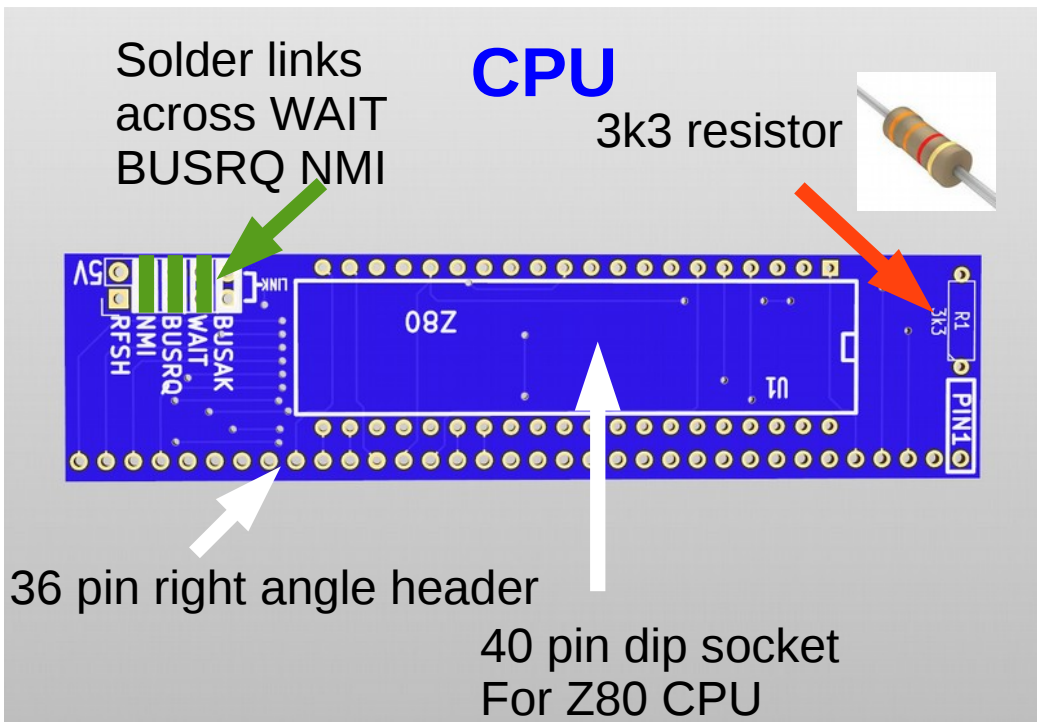 Solder links
across WAIT
BUSRQ NMI
CPU
3k3 resistor
5V
RFSH
NMI
BUSRQ
WAIT
BUSAK
LINK
Z80
U1
R1
3k3
PIN1
36 pin right angle header
40 pin dip socket
For Z80 CPU